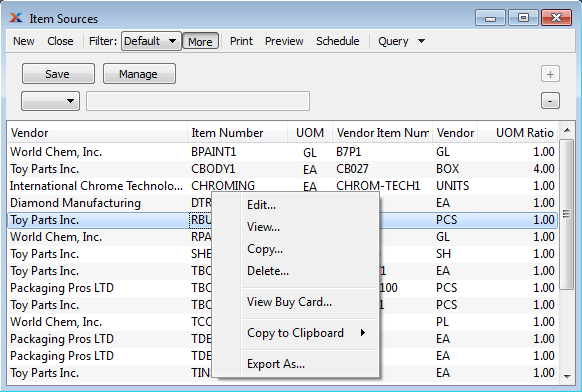 Item Sources
New Close Filter: Default More Print Preview Schedule Query
Save Manage
+
-
Vendor Item Number UOM Vendor Item Num Vendor UOM Ratio
World Chem, Inc. BPAINT1 GL B7P1 GL 1.00
Toy Parts Inc. CBODY1 EA CB027 BOX 4.00
International Chrome Technolo... CHROMING EA CHROM-TECH1 UNITS 1.00
Diamond Manufacturing DTR EA 1.00
Toy Parts Inc. RBU PCS 1.00
World Chem, Inc. RPA GL 1.00
Toy Parts Inc. SHE SH 1.00
Toy Parts Inc. TBO 1 EA 1.00
Packaging Pros LTD TBO 100 PCS 1.00
Toy Parts Inc. TBO 1 PCS 1.00
World Chem, Inc. TCO PL 1.00
Packaging Pros LTD TDE EA 1.00
Packaging Pros LTD TDE EA 1.00
Toy Parts Inc. TIN EA 1.00
Edit...
View...
Copy...
Delete...
View Buy Card...
Copy to Clipboard
Export As...